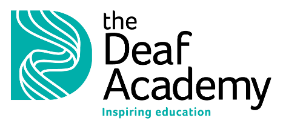 the
Deaf
Academy
Inspiring education